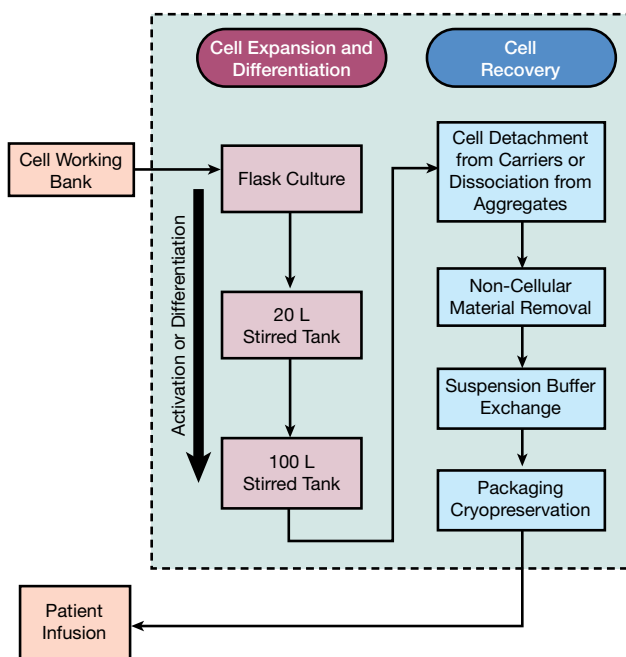 Cell Expansion and
Differentiation
Cell
Recovery
Cell Working
Bank
Flask Culture
Activation or Differentiation
20 L
Stirred Tank
100 L
Stirred Tank
Cell Detachment
from Carriers or
Dissociation from
Aggregates
Non-Cellular
Material Removal
Suspension Buffer
Exchange
Packaging
Cryopreservation
Patient
Infusion